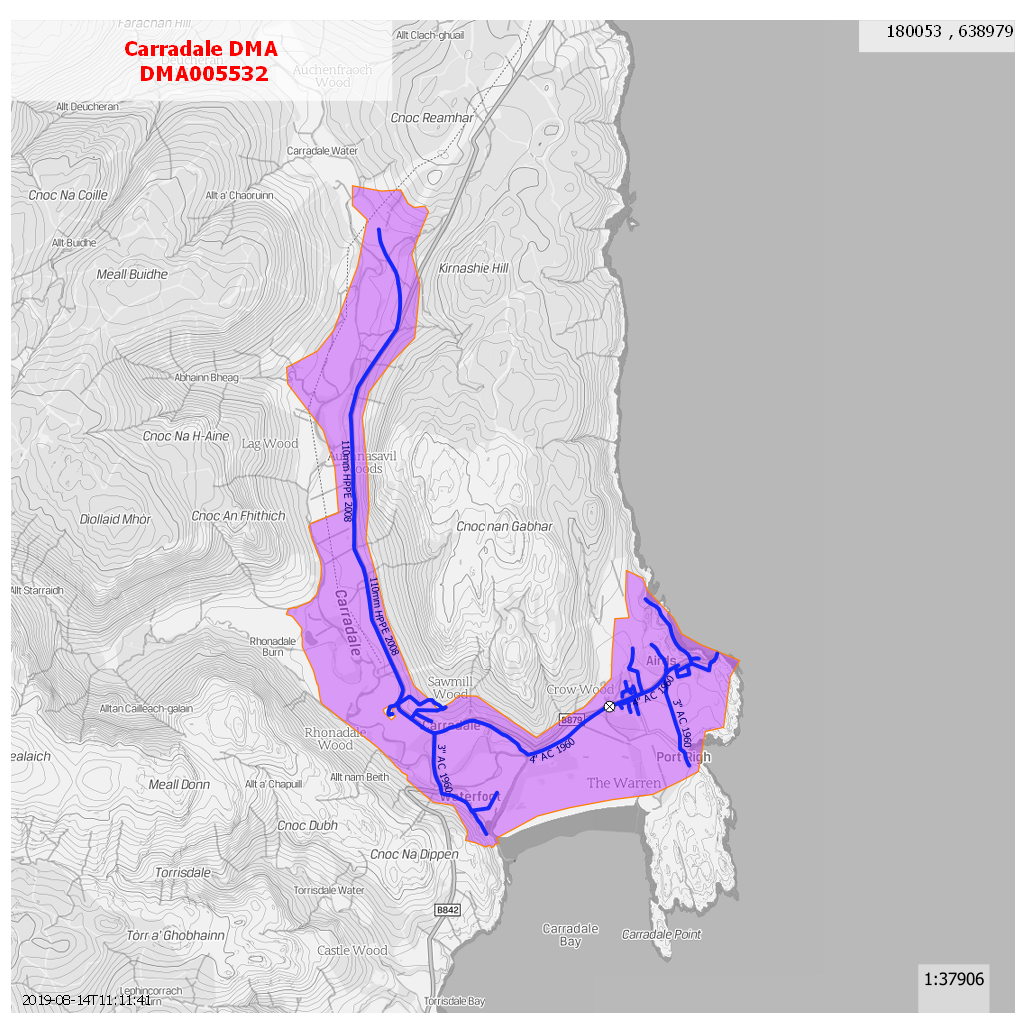 Farachan Hill
Carradale DMA
DMA005532
180053 , 638979
Allt Clach-ghuail
Deucheran
Auchenfraoch
Wood
Allt Deucheran
Cnoc Reamhar
Carradale Water
Cnoc Na Coille
Allt a' Chaoruinn
Allt Buidhe
Meall Buidhe
Kirnashie Hill
Abhainn Bheag
Cnoc Na H-Aine
Lag Wood
110mm HPPE 2008
Diollaid Mhòr
Cnoc An Fhithich
Cnoc nan Gabhar
Allt Starraidh
Carradale
110mm HPPE 2008
Rhonadale
Burn
Airds
Sawmill
Wood
Crow Wood
4" AC 1960
Alltan Cailleach-galain
3" AC 1960
B879
Carradale
Rhonadale
Wood
4" AC 1960
Port Righ
3" AC 1960
Allt nam Beith
The Warren
Meall Donn
Allt a' Chapuill
Waterfoot
Cnoc Dubh
Cnoc Na Dippen
Torrisdale
Torrisdale Water
B842
Tòrr a' Ghobhainn
Carradale
Bay
Carradale Point
Castle Wood
1:37906
Lephincorrach
2019-08-14T11:11:41
Torrisdale Bay